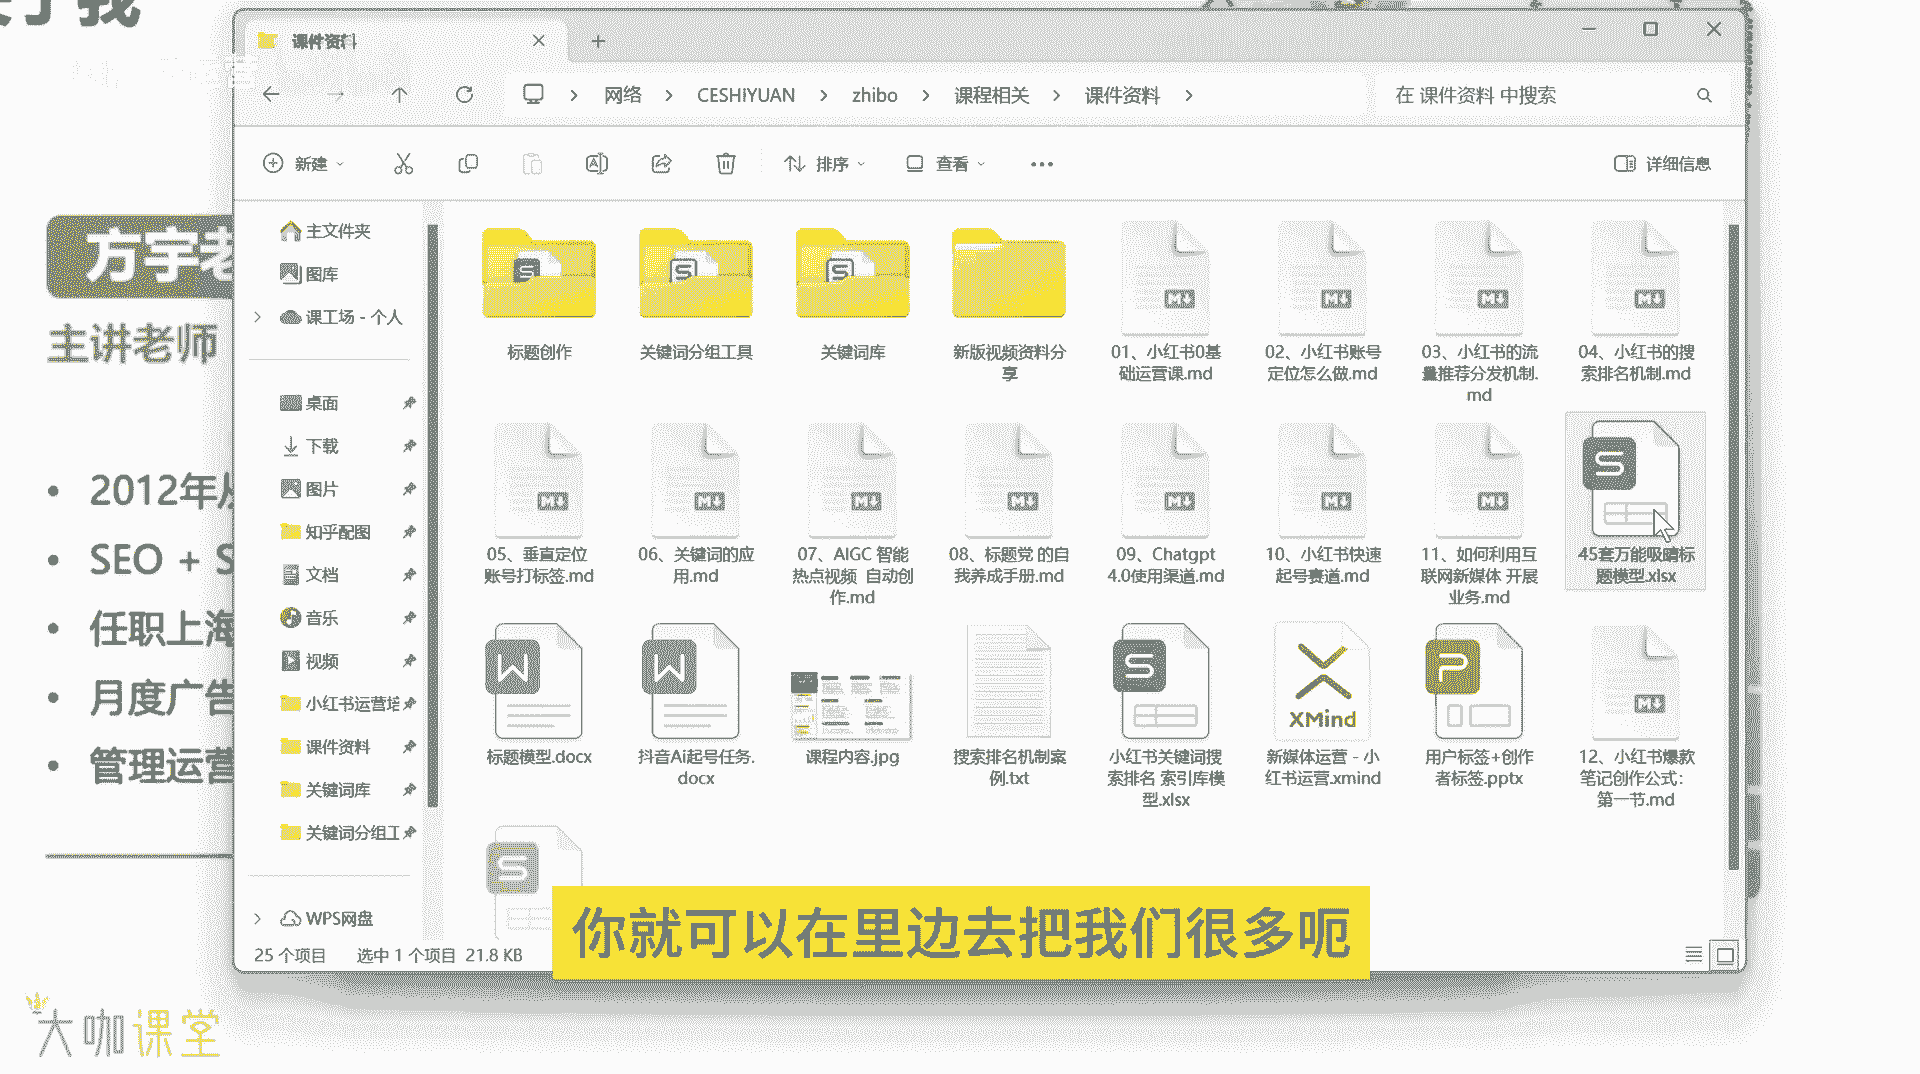 课件资料
网络 > CESHIYUAN > zhibo > 课程相关 > 课件资料 >
在 课件资料 中搜索
新建
排序
查看
详细信息
方宇老
主讲老师
2012年从
SEO + S
任职上海
月度广告
管理运营
主文件夹
图库
课工场 - 个人
桌面
下载
图片
知乎配图
文档
音乐
视频
小红书运营培
课件资料
关键词库
关键词分组工
WPS网盘
标题创作
关键词分组工具
关键词库
新版视频资料分
享
01、小红书0基
础运营课.md
02、小红书账号
定位怎么做.md
03、小红书的流
量推荐分发机制.
md
04、小红书的搜
索排名机制.md
05、垂直定位
账号打标签.md
06、关键词的应
用.md
07、AIGC 智能
热点视频 自动创
作.md
08、标题党 的自
我养成手册.md
09、Chatgpt
4.0使用渠道.md
10、小红书快速
起号赛道.md
11、如何利用互
联网新媒体 开展
业务.md
45套万能吸睛标
题模型.xlsx
标题模型.docx
抖音Ai起号任务.
docx
课程内容.jpg
搜索排名机制案
例.txt
小红书关键词搜
索排名 索引库模
型.xlsx
XMind
新媒体运营 - 小
红书运营.xmind
用户标签+创作
者标签.pptx
12、小红书爆款
笔记创作公式：
第一节.md
你就可以在里边去把我们很多呃
25 个项目
选中 1 个项目 21.8 KB
大咖课堂